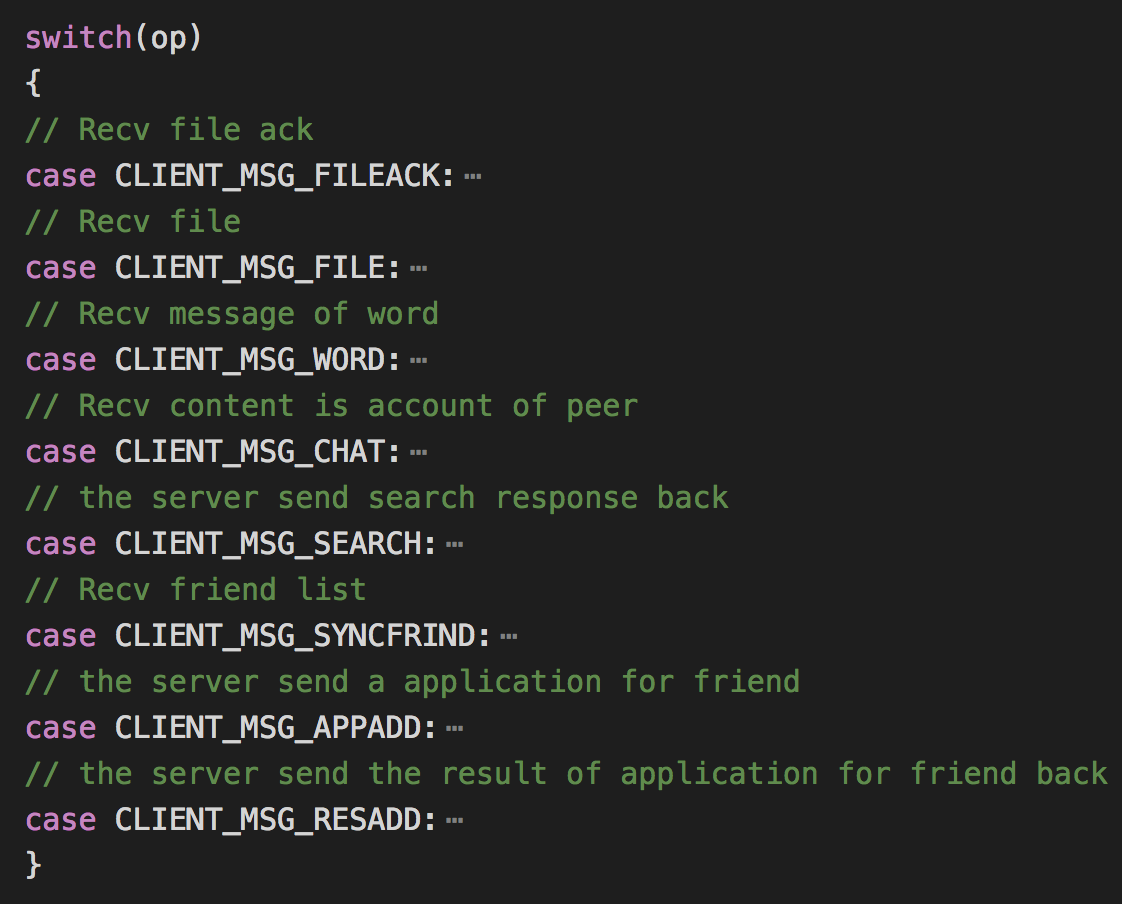 switch(op)
{
// Recv file ack
case CLIENT_MSG_FILEACK: ⋯
// Recv file
case CLIENT_MSG_FILE: ⋯
// Recv message of word
case CLIENT_MSG_WORD: ⋯
// Recv content is account of peer
case CLIENT_MSG_CHAT: ⋯
// the server send search response back
case CLIENT_MSG_SEARCH: ⋯
// Recv friend list
case CLIENT_MSG_SYNCFRIND: ⋯
// the server send a application for friend
case CLIENT_MSG_APPADD: ⋯
// the server send the result of application for friend back
case CLIENT_MSG_RESADD: ⋯
}